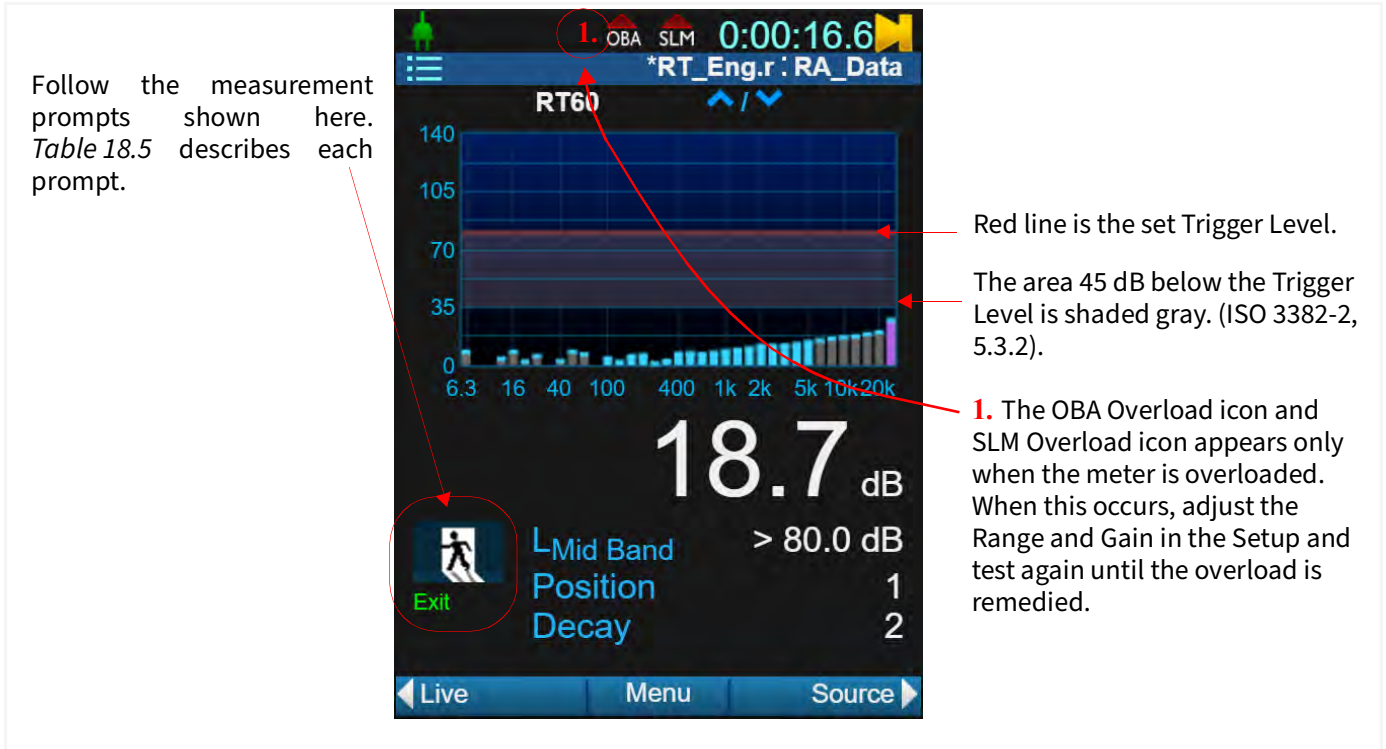 Follow the measurement
prompts shown here.
Table 18.5 describes each
prompt.
1. OBA SLM 0:00:16.6
*RT_Eng.r : RA_Data
RT60 /
140
105
70
35
0
6.3 16 40 100 400 1k 2k 5k 10k 20k
18.7 dB
LMid Band > 80.0 dB
Position 1
Decay 2
Exit
Live Menu Source
Red line is the set Trigger Level.
The area 45 dB below the Trigger
Level is shaded gray. (ISO 3382-2,
5.3.2).
1. The OBA Overload icon and
SLM Overload icon appears only
when the meter is overloaded.
When this occurs, adjust the
Range and Gain in the Setup and
test again until the overload is
remedied.